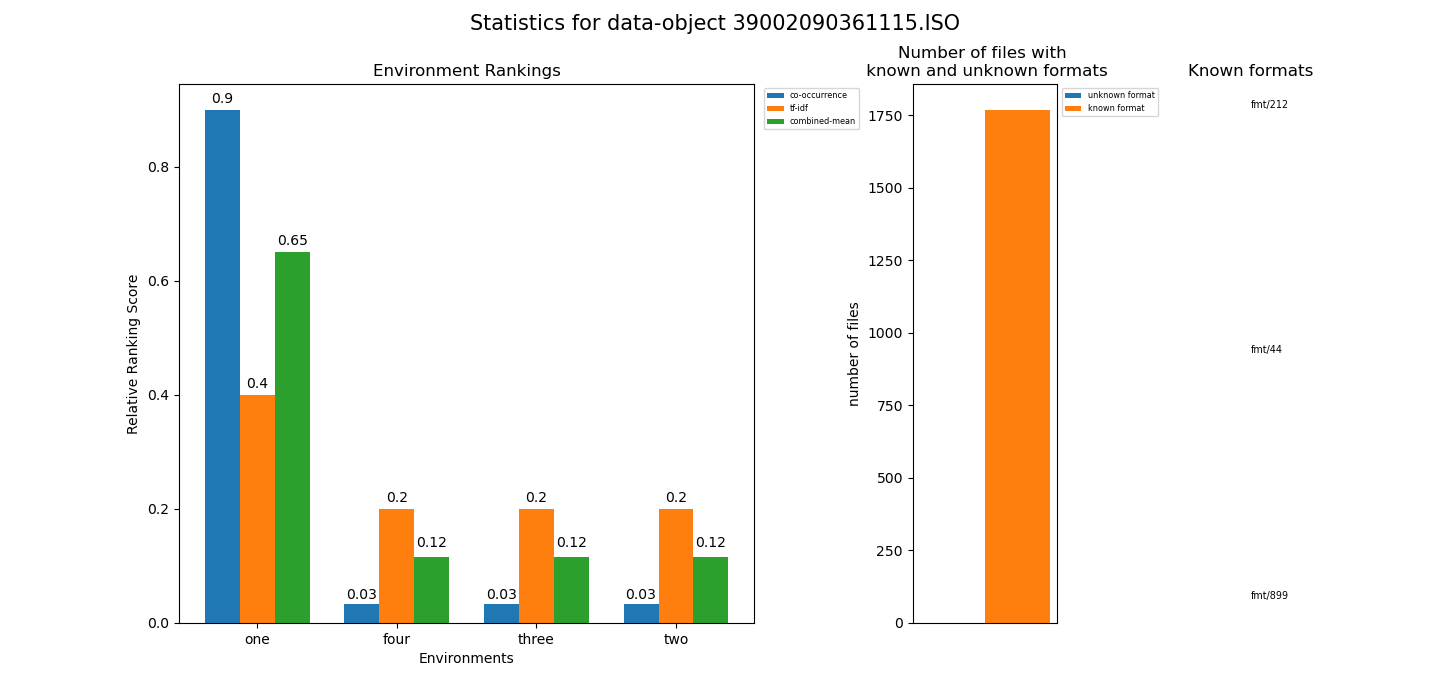 Statistics for data-object 39002090361115.ISO
Environment Rankings
0.9
0.4
0.65
0.03
0.2
0.12
0.03
0.2
0.12
0.03
0.2
0.12
0.8
0.6
0.4
0.2
0.0
Relative Ranking Score
one
four
three
two
Environments
co-occurrence
tf-idf
combined-mean
Number of files with
known and unknown formats
1750
1500
1250
1000
750
500
250
0
number of files
unknown format
known format
Known formats
fmt/212
fmt/44
fmt/899